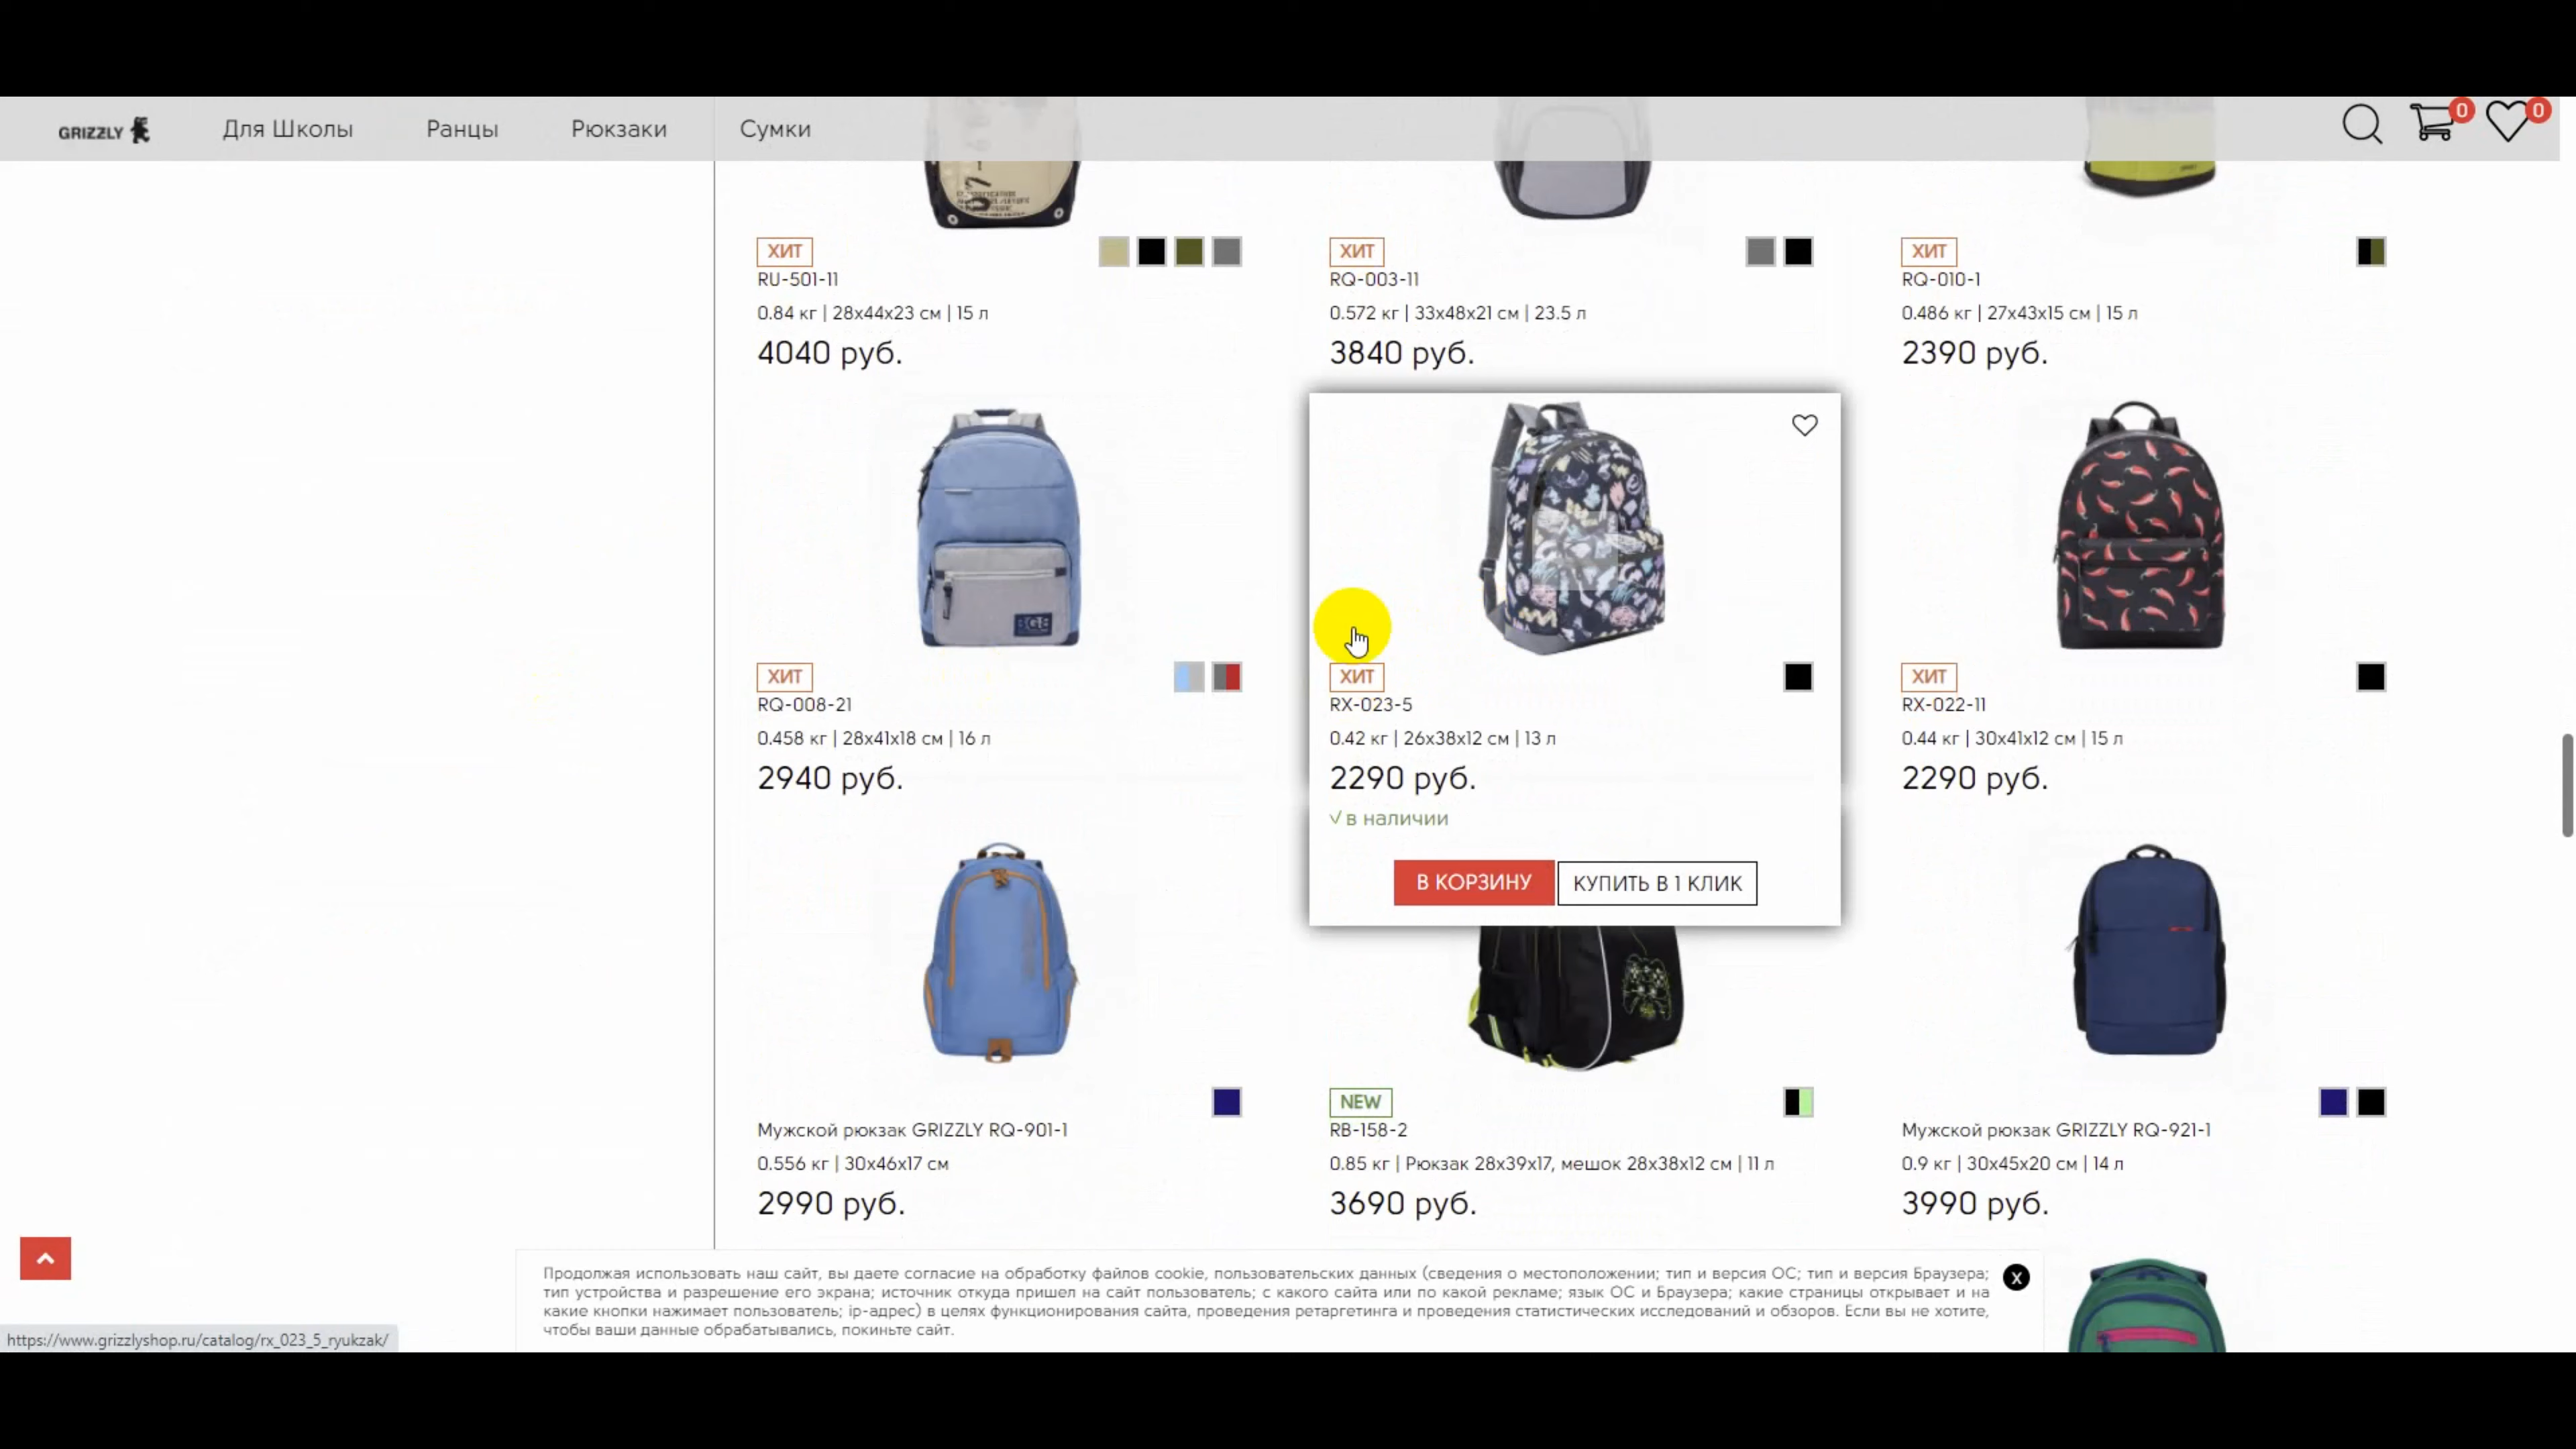 GRIZZLY
Для Школы
Ранцы
Рюкзаки
Сумки
0
0
ХИТ
RU-501-11
0.84 кг | 28x44x23 см | 15 л
4040 руб.
ХИТ
RQ-003-11
0.572 кг | 33x48x21 см | 23.5 л
3840 руб.
ХИТ
RQ-010-1
0.486 кг | 27x43x15 см | 15 л
2390 руб.
ХИТ
RQ-008-21
0.458 кг | 28x41x18 см | 16 л
2940 руб.
ХИТ
RX-023-5
0.42 кг | 26x38x12 см | 13 л
2290 руб.
√ в наличии
В КОРЗИНУ
КУПИТЬ В 1 КЛИК
ХИТ
RX-022-11
0.44 кг | 30x41x12 см | 15 л
2290 руб.
Мужской рюкзак GRIZZLY RQ-901-1
0.556 кг | 30x46x17 см
2990 руб.
NEW
RB-158-2
0.85 кг | Рюкзак 28x39x17, мешок 28x38x12 см | 11 л
3690 руб.
Мужской рюкзак GRIZZLY RQ-921-1
0.9 кг | 30x45x20 см | 14 л
3990 руб.
Продолжая использовать наш сайт, вы даете согласие на обработку файлов cookie, пользовательских данных (сведения о местоположении; тип и версия ОС; тип и версия Браузера;
тип устройства и разрешение его экрана; источник откуда пришел на сайт пользователь; с какого сайта или по какой рекламе; язык ОС и Браузера; какие страницы открывает и на
какие кнопки нажимает пользователь; ip-адрес) в целях функционирования сайта, проведения ретаргетинга и проведения статистических исследований и обзоров. Если вы не хотите,
чтобы ваши данные обрабатывались, покиньте сайт.
X
https://www.grizzlyshop.ru/catalog/rx_023_5_ryukzak/